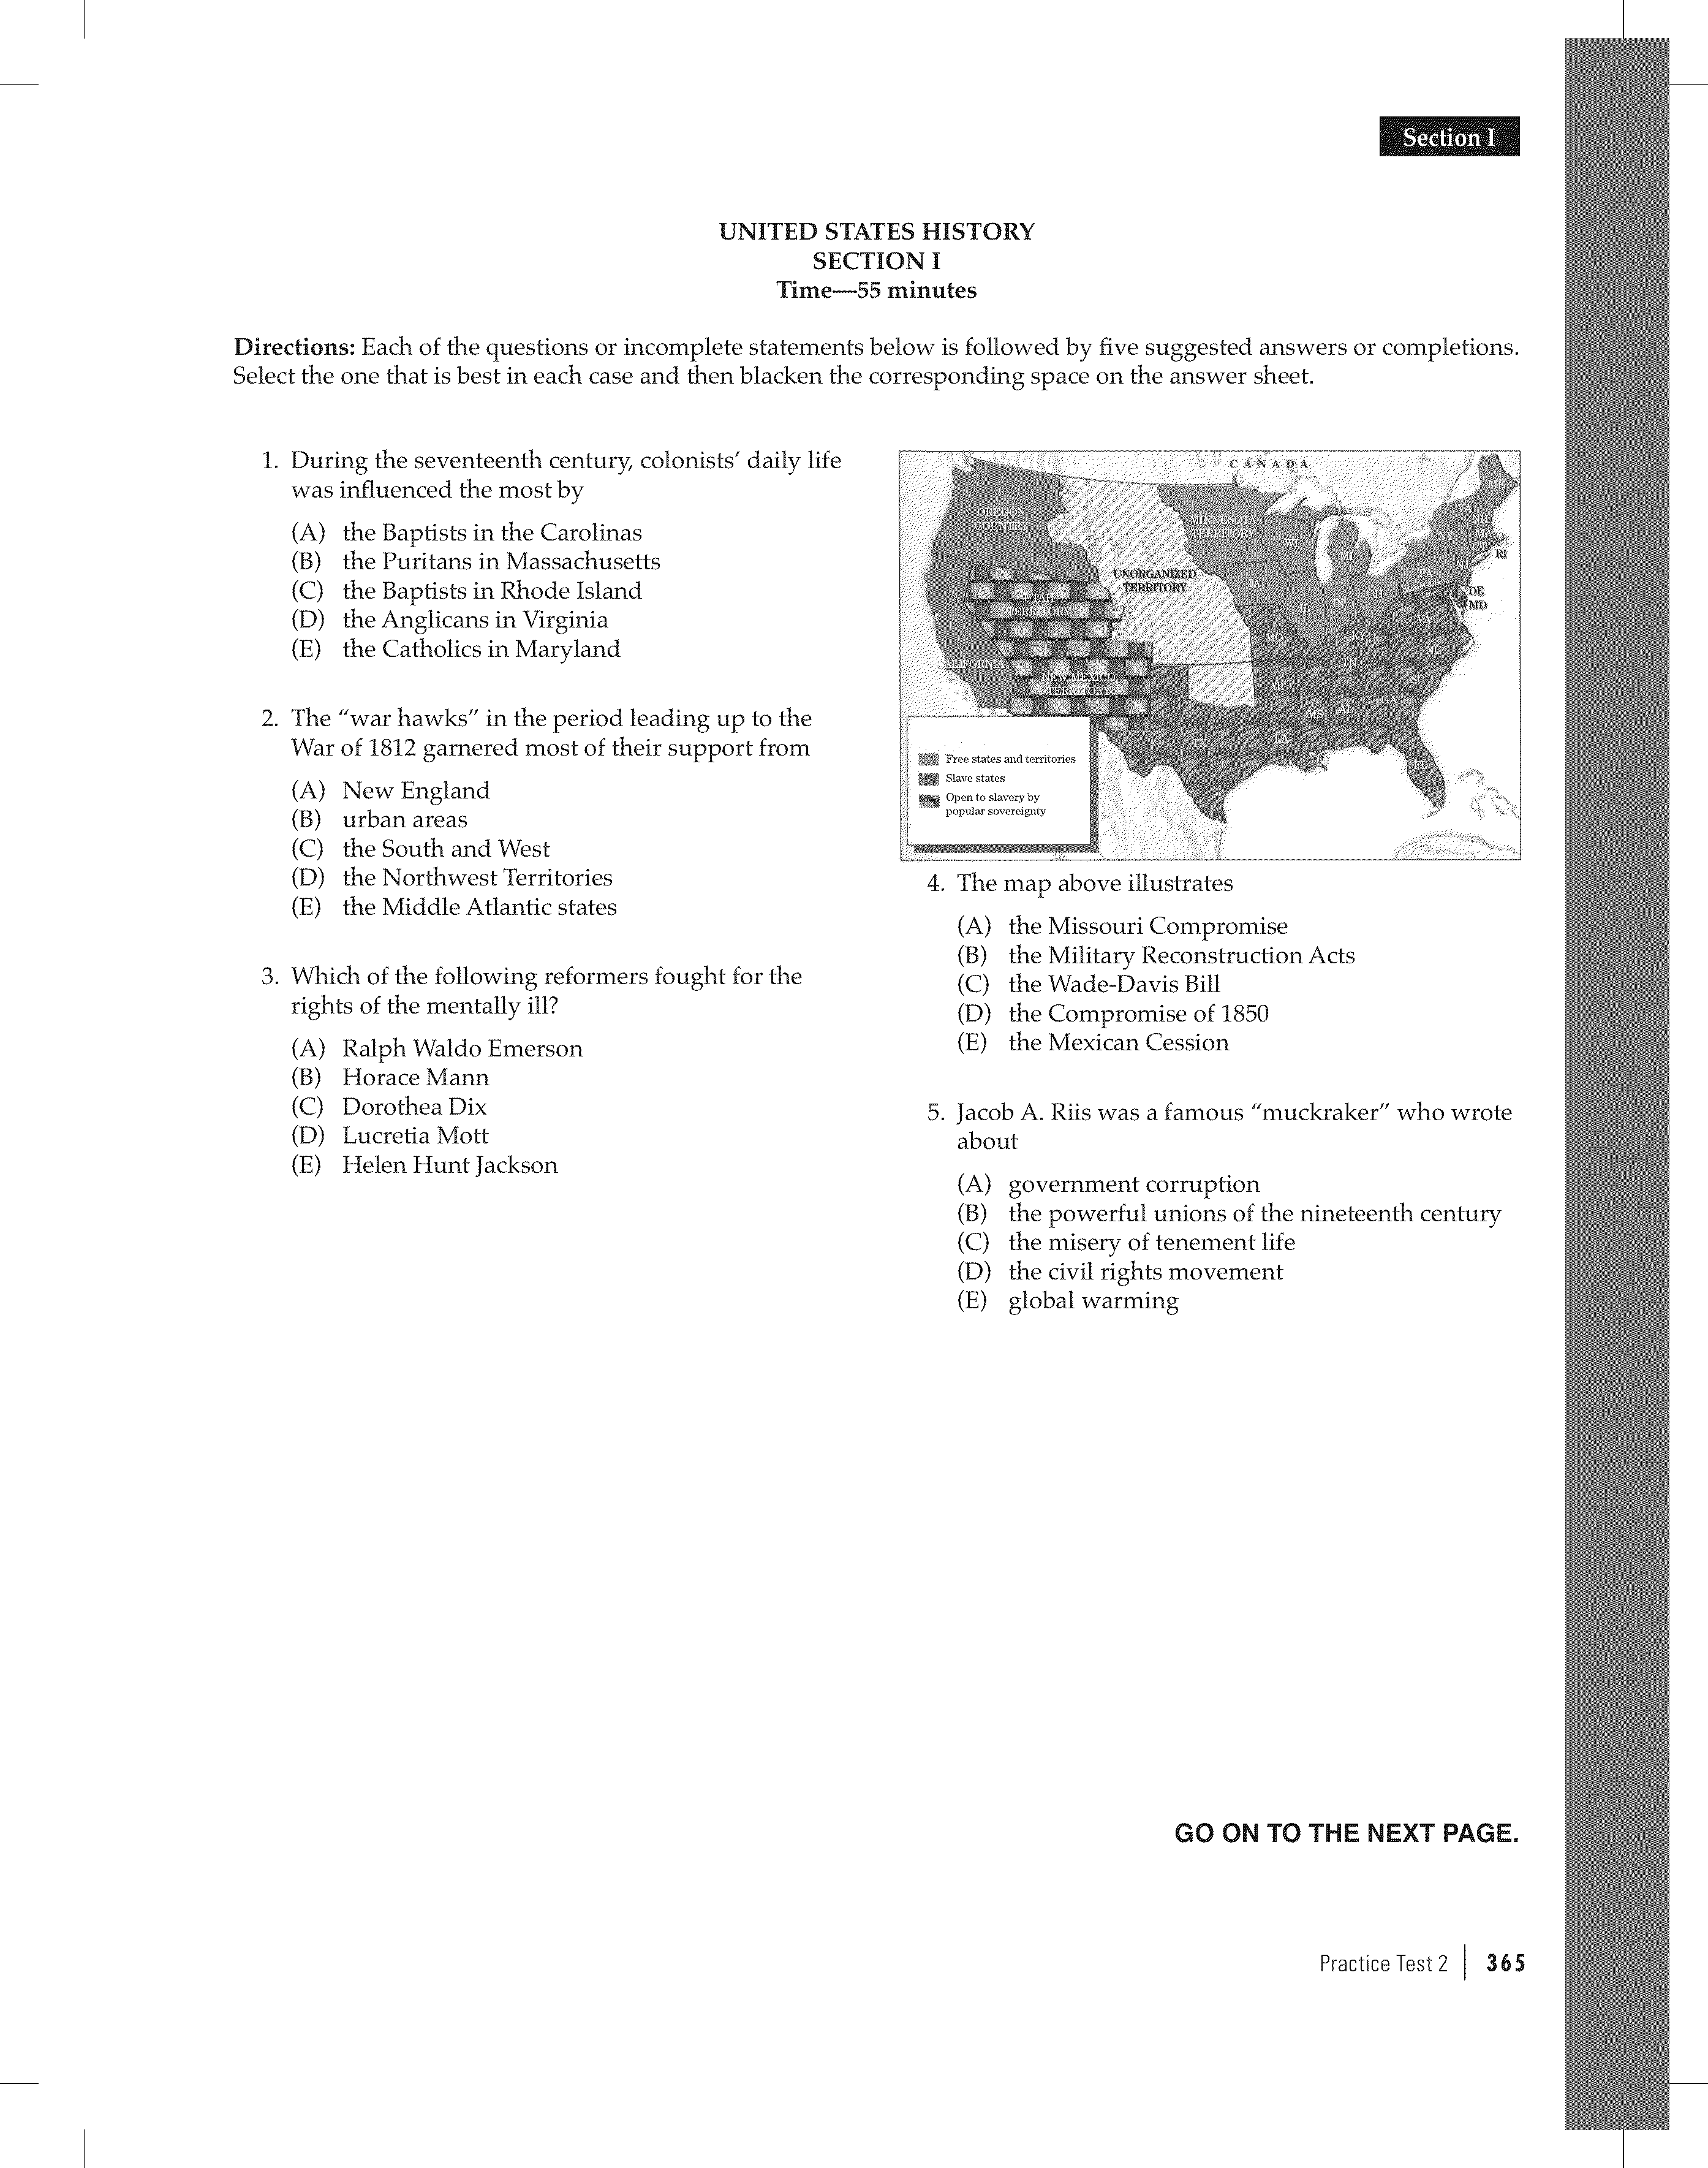 Section I
UNITED STATES HISTORY
SECTION I
Time—55 minutes
Directions: Each of the questions or incomplete statements below is followed by five suggested answers or completions.
Select the one that is best in each case and then blacken the corresponding space on the answer sheet.
1. During the seventeenth century, colonists' daily life
was influenced the most by
(A) the Baptists in the Carolinas
(B) the Puritans in Massachusetts
(C) the Baptists in Rhode Island
(D) the Anglicans in Virginia
(E) the Catholics in Maryland
2. The "war hawks" in the period leading up to the
War of 1812 garnered most of their support from
(A) New England
(B) urban areas
(C) the South and West
(D) the Northwest Territories
(E) the Middle Atlantic states
3. Which of the following reformers fought for the
rights of the mentally ill?
(A) Ralph Waldo Emerson
(B) Horace Mann
(C) Dorothea Dix
(D) Lucretia Mott
(E) Helen Hunt Jackson
CANADA
OREGON
COUNTRY
MINNESOTA
TERRITORY
UNORGANIZED
TERRITORY
UTAH
TERRITORY
CALIFORNIA
NEW MEXICO
TERRITORY
ME
VA
NH
MA
CT
RI
NY
NJ
PA
DE
MD
WI
MI
IA
IL
IN
OH
MO
KY
VA
NC
TN
SC
AR
MS
AL
GA
TX
LA
FL
Free states and territories
Slave states
Open to slavery by
popular sovereignty
4. The map above illustrates
(A) the Missouri Compromise
(B) the Military Reconstruction Acts
(C) the Wade-Davis Bill
(D) the Compromise of 1850
(E) the Mexican Cession
5. Jacob A. Riis was a famous "muckraker" who wrote
about
(A) government corruption
(B) the powerful unions of the nineteenth century
(C) the misery of tenement life
(D) the civil rights movement
(E) global warming
GO ON TO THE NEXT PAGE.
Practice Test 2 365